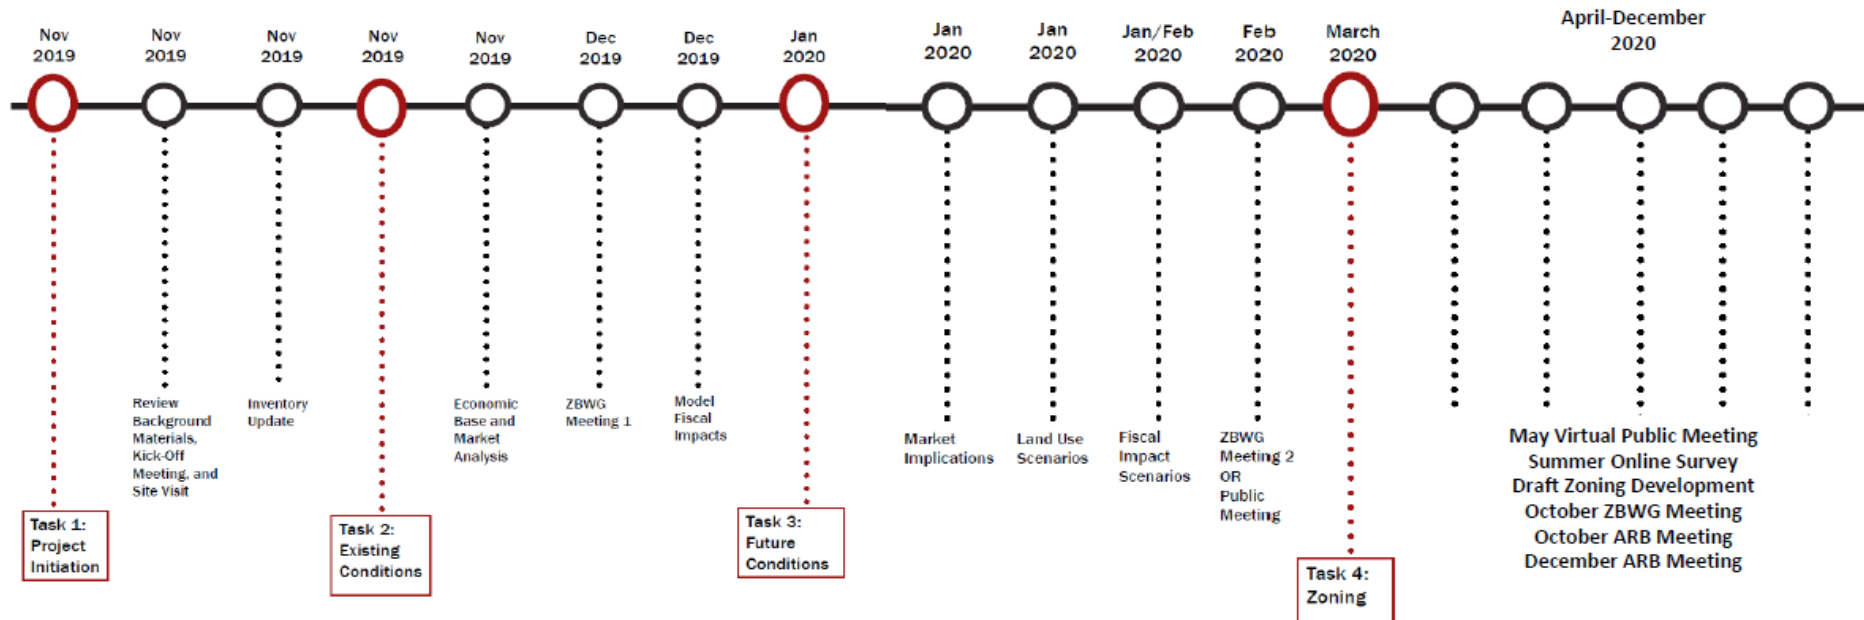 Nov
2019
Nov
2019
Nov
2019
Nov
2019
Nov
2019
Dec
2019
Dec
2019
Jan
2020
Jan
2020
Jan
2020
Jan/Feb
2020
Feb
2020
March
2020
April-December
2020
Review
Background
Materials,
Kick-Off
Meeting, and
Site Visit
Inventory
Update
Economic
Base and
Market
Analysis
ZBWG
Meeting 1
Model
Fiscal
Impacts
Market
Implications
Land Use
Scenarios
Fiscal
Impact
Scenarios
ZBWG
Meeting 2
OR
Public
Meeting
May Virtual Public Meeting
Summer Online Survey
Draft Zoning Development
October ZBWG Meeting
October ARB Meeting
December ARB Meeting
Task 1:
Project
Initiation
Task 2:
Existing
Conditions
Task 3:
Future
Conditions
Task 4:
Zoning